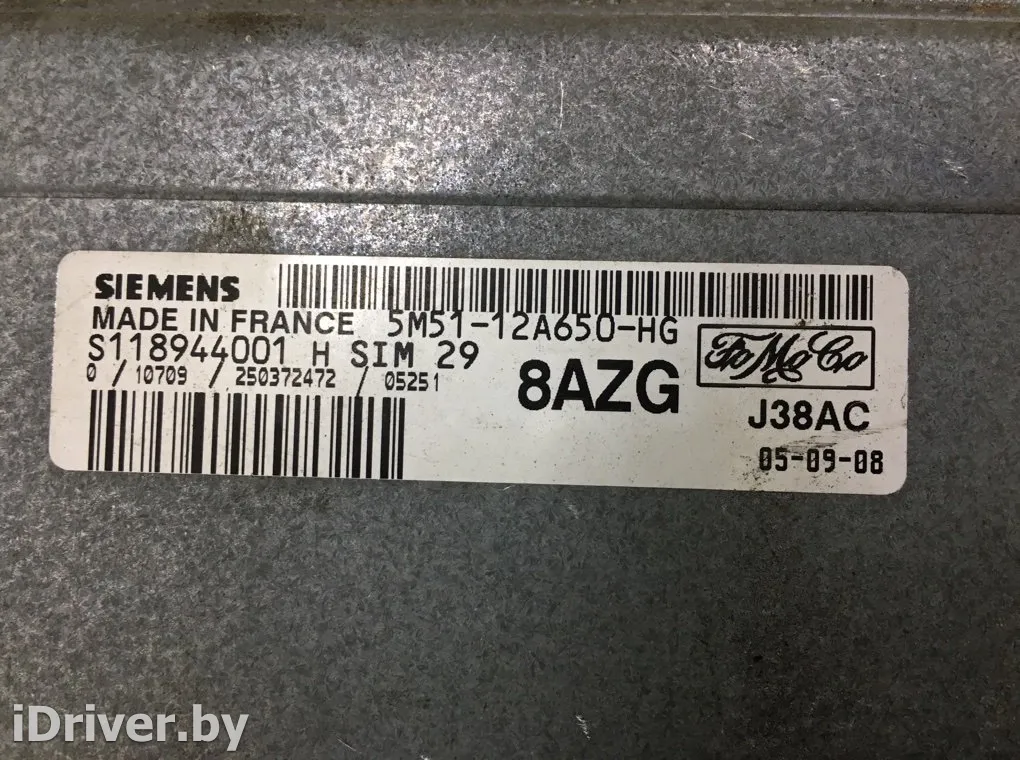 SIEMENS
MADE IN FRANCE 5M51-12A650-HG
S118944001 H SIM 29
0 / 10709 / 250372472 / 05251
8AZG
FoMoCo
J38AC
05-09-08
iDriver.by